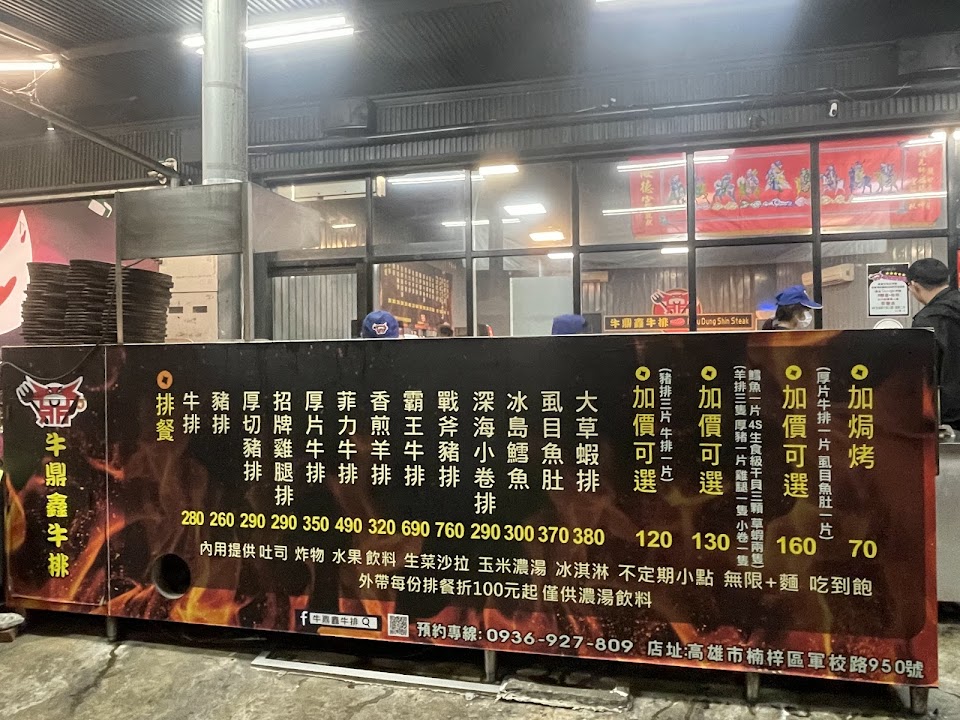 牛鼎鑫牛排
Dung Shin Steak
牛鼎鑫牛排
排餐
牛排 280
豬排 260
厚切豬排 290
招牌雞腿排 290
厚片牛排 350
菲力牛排 490
香煎羊排 320
霸王牛排 690
戰斧豬排 760
深海小卷排 290
冰島鱈魚 300
虱目魚肚 370
大草蝦排 380
加價可選 120
(豬排三片 牛排一片)
加價可選 130
(羊排三隻 厚豬一片 雞腿一隻 小卷一隻
鱈魚一片 4S生食級干貝三顆 草蝦兩隻)
加價可選 160
(厚片牛排一片 虱目魚肚一片)
加焗烤 70
內用提供 吐司 炸物 水果 飲料 生菜沙拉 玉米濃湯 冰淇淋 不定期小點 無限+麵 吃到飽
外帶每份排餐折100元起 僅供濃湯飲料
f 牛鼎鑫牛排
預約專線: 0936-927-809 店址:高雄市楠梓區軍校路950號